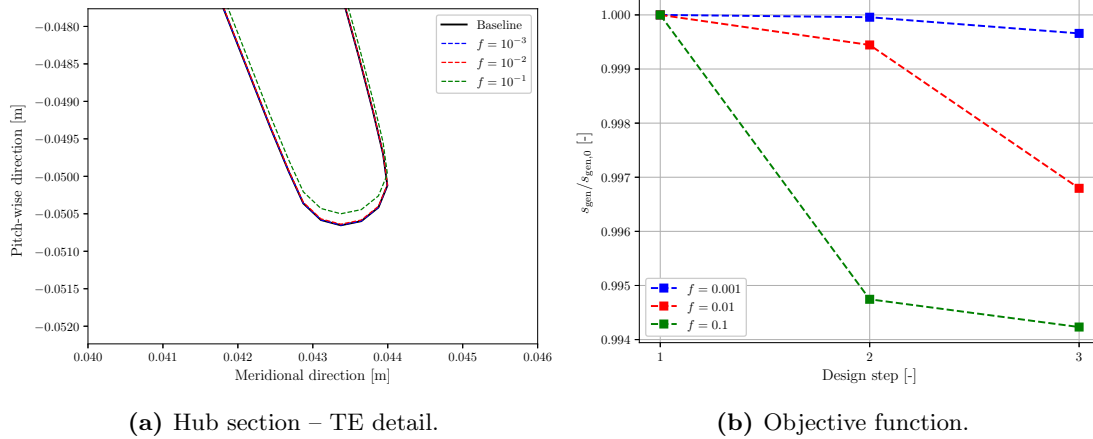 −0.0480
−0.0485
−0.0490
−0.0495
−0.0500
−0.0505
−0.0510
−0.0515
−0.0520
Pitch-wise direction [m]
0.040 0.041 0.042 0.043 0.044 0.045 0.046
Meridional direction [m]
Baseline
f = 10⁻³
f = 10⁻²
f = 10⁻¹
(a) Hub section – TE detail.
1.000
0.999
0.998
0.997
0.996
0.995
0.994
s_gen/s_gen,0 [-]
f = 0.001
f = 0.01
f = 0.1
1 2 3
Design step [-]
(b) Objective function.